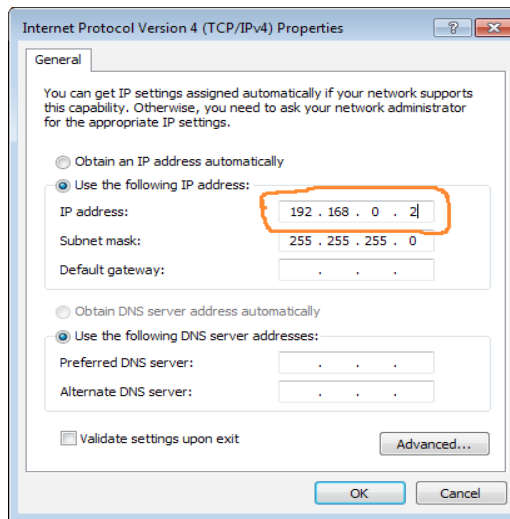 Internet Protocol Version 4 (TCP/IPv4) Properties
General
You can get IP settings assigned automatically if your network supports
this capability. Otherwise, you need to ask your network administrator
for the appropriate IP settings.
Obtain an IP address automatically
Use the following IP address:
IP address: 192 . 168 . 0 . 2
Subnet mask: 255 . 255 . 255 . 0
Default gateway: . . .
Obtain DNS server address automatically
Use the following DNS server addresses:
Preferred DNS server: . . .
Alternate DNS server: . . .
Validate settings upon exit
Advanced...
OK Cancel